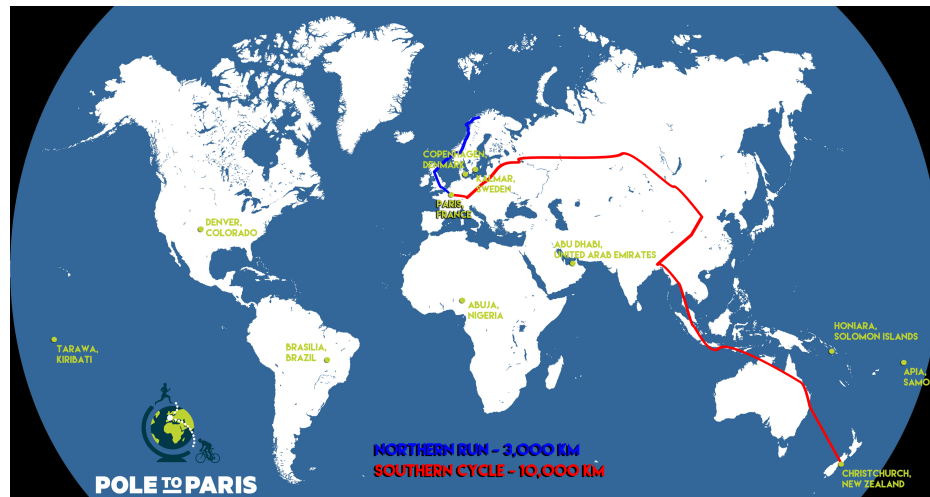 COPENHAGEN,
DENMARK
KALMAR,
SWEDEN
PARIS,
FRANCE
DENVER,
COLORADO
ABU DHABI,
UNITED ARAB EMIRATES
ABUJA,
NIGERIA
HONIARA,
SOLOMON ISLANDS
TARAWA,
KIRIBATI
BRASILIA,
BRAZIL
APIA,
SAMO
NORTHERN RUN - 3,000 KM
SOUTHERN CYCLE - 10,000 KM
CHRISTCHURCH,
NEW ZEALAND
POLE TO PARIS